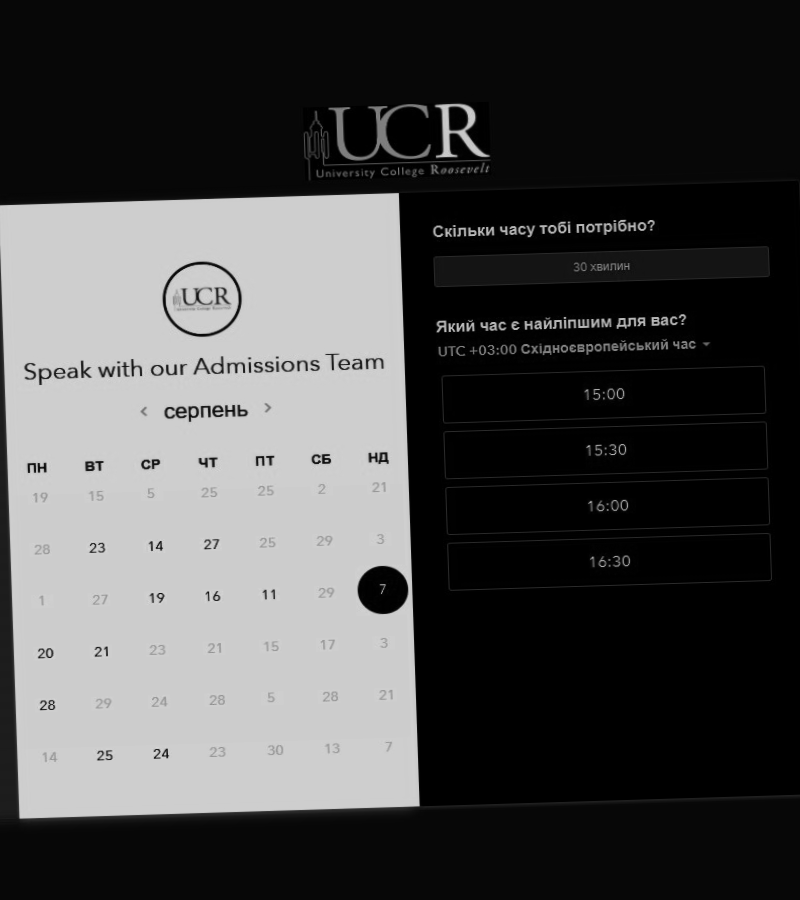 UCR
University College Roosevelt
UCR
Speak with our Admissions Team
серпень
ПН ВТ СР ЧТ ПТ СБ НД
19 15 5 25 25 2 21
28 23 14 27 25 29 3
1 27 19 16 11 29 7
20 21 23 21 15 17 3
28 29 24 28 5 28 21
14 25 24 23 30 13 7
Скільки часу тобі потрібно?
30 хвилин
Який час є найліпшим для вас?
UTC +03:00 Східноєвропейський час
15:00
15:30
16:00
16:30